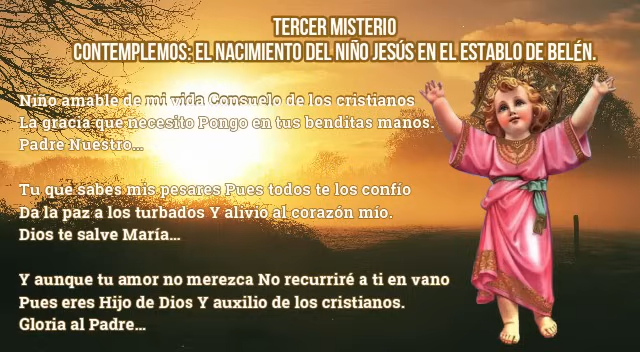 TERCER MISTERIO
CONTEMPLEMOS: EL NACIMIENTO DEL NIÑO JESÚS EN EL ESTABLO DE BELÉN.
Niño amable de mi vida Consuelo de los cristianos
La gracia que necesito Pongo en tus benditas manos.
Padre Nuestro...
Tu que sabes mis pesares Pues todos te los confío
Da la paz a los turbados Y alivio al corazón mío.
Dios te salve María...
Y aunque tu amor no merezca No recurriré a ti en vano
Pues eres Hijo de Dios Y auxilio de los cristianos.
Gloria al Padre...